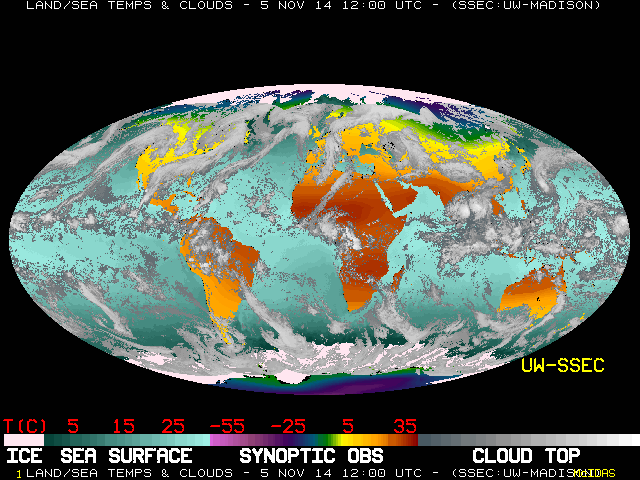 LAND/SEA TEMPS & CLOUDS - 5 NOV 14 12:00 UTC - (SSEC:UW-MADISON)
UW-SSEC
T(C) 5 15 25 -55 -25 5 35
ICE SEA SURFACE SYNOPTIC OBS CLOUD TOP
1 LAND/SEA TEMPS & CLOUDS - 5 NOV 14 12:00 UTC - (SSEC:UW-MADISON)